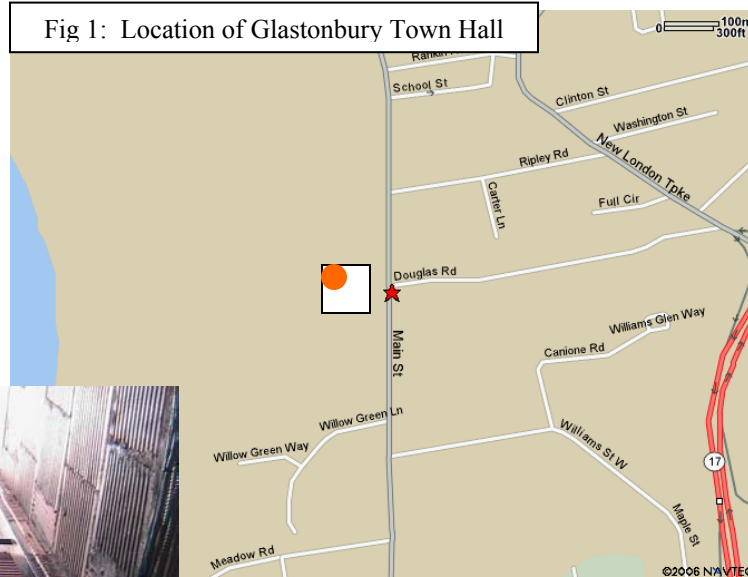 Fig 1: Location of Glastonbury Town Hall
0 100m
300ft
School St
Clinton St
Washington St
New London Tpke
Ripley Rd
Carter Ln
Full Cir
Douglas Rd
Main St
Williams Glen Way
Canione Rd
Willow Green Ln
Willow Green Way
Williams St W
17
Maple St
Meadow Rd